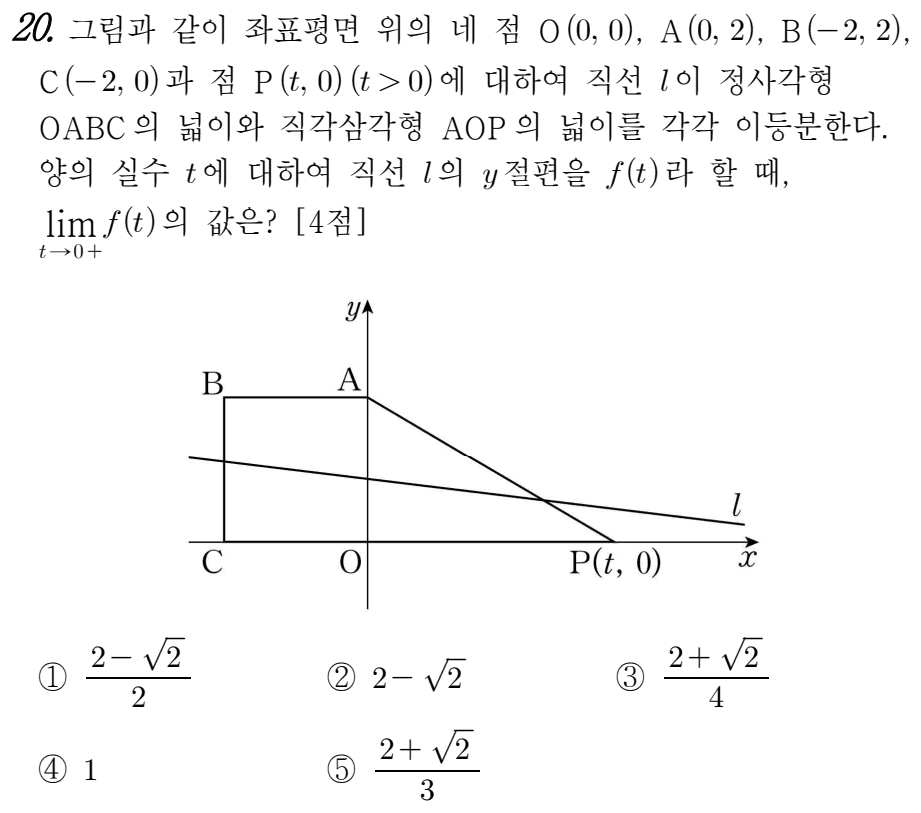 20. 그림과 같이 좌표평면 위의 네 점 O(0, 0), A(0, 2), B(−2, 2),
C(−2, 0)과 점 P(t, 0)(t>0)에 대하여 직선 l이 정사각형
OABC의 넓이와 직각삼각형 AOP의 넓이를 각각 이등분한다.
양의 실수 t에 대하여 직선 l의 y절편을 f(t)라 할 때,
lim_{t→0+} f(t)의 값은? [4점]
y
B A
l
C O P(t, 0) x
① (2−√2)/2 ② 2−√2 ③ (2+√2)/4
④ 1 ⑤ (2+√2)/3